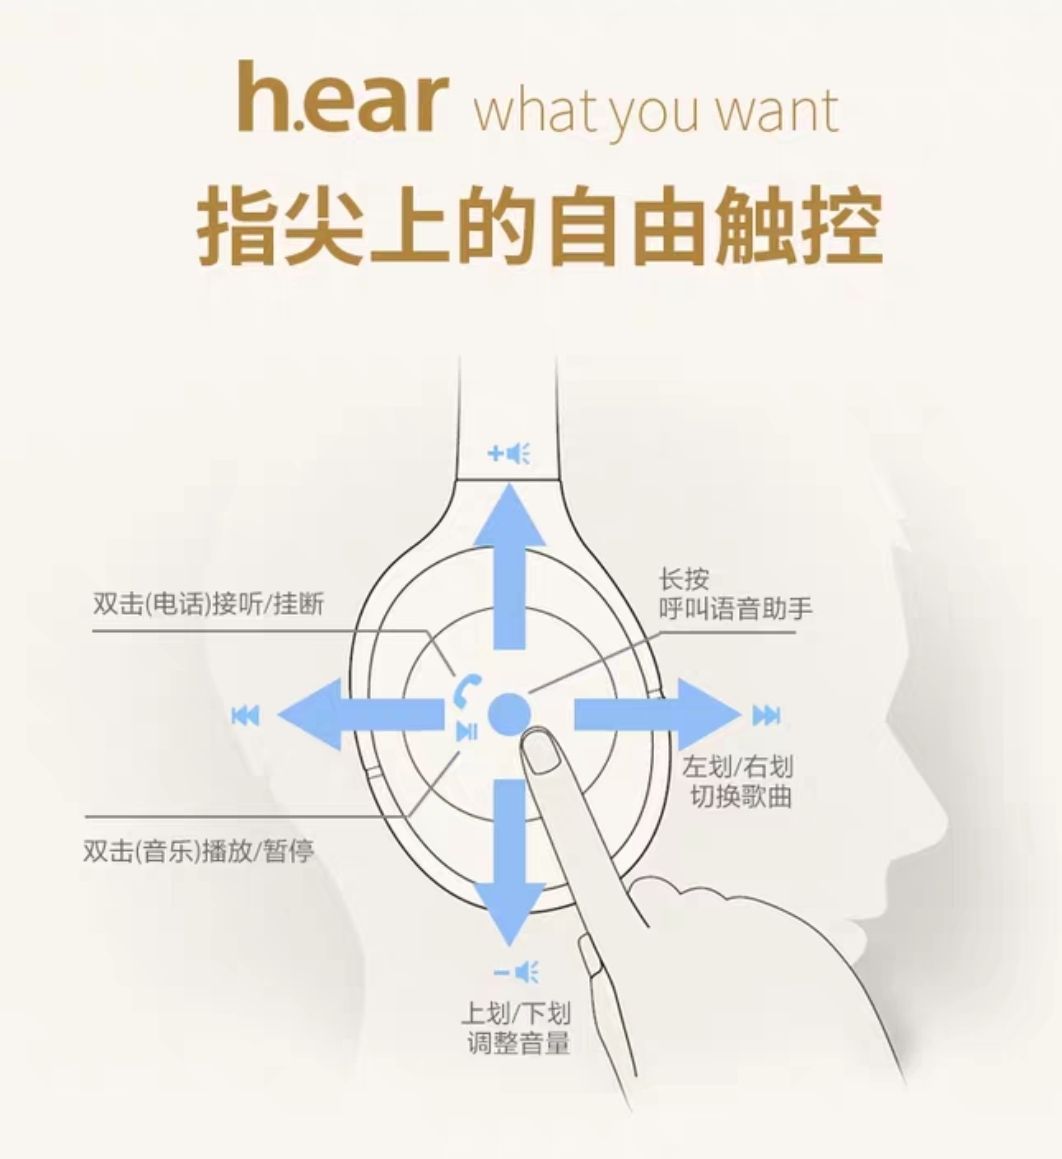 h.ear what you want
指尖上的自由触控
双击(电话)接听/挂断
长按
呼叫语音助手
左划/右划
切换歌曲
双击(音乐)播放/暂停
上划/下划
调整音量